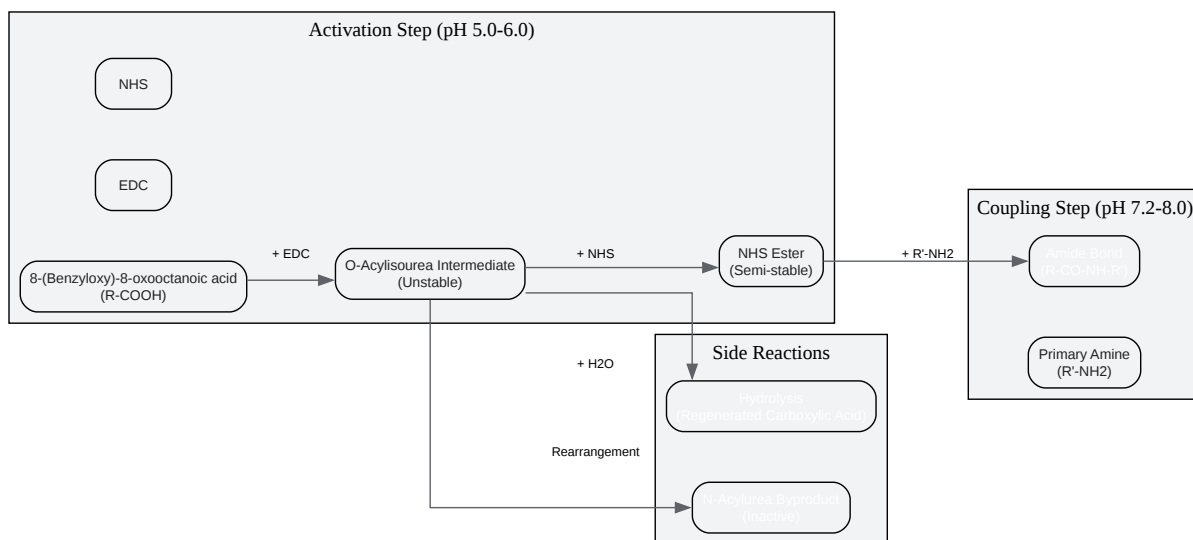 Activation Step (pH 5.0-6.0)
NHS
EDC
8-(Benzyloxy)-8-oxooctanoic acid
(R-COOH)
+ EDC
O-Acylisourea Intermediate
(Unstable)
+ NHS
NHS Ester
(Semi-stable)
+ R'-NH2
Coupling Step (pH 7.2-8.0)
Amide Bond
(R-CO-NH-R')
Primary Amine
(R'-NH2)
Side Reactions
+ H2O
Hydrolysis
(Regenerated Carboxylic Acid)
Rearrangement
N-Acylurea Byproduct
(Inactive)